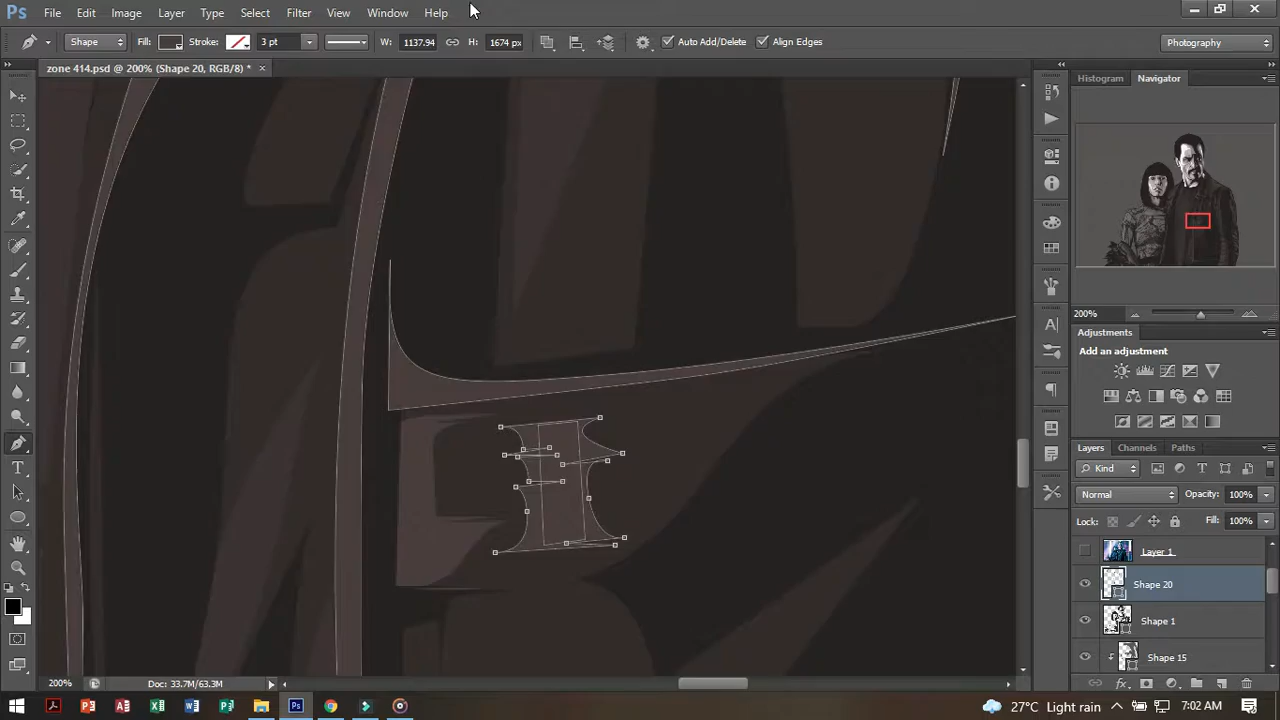 Ps File Edit Image Layer Type Select Filter View Window Help
Shape Fill: Stroke: 3 pt W: 1137.94 H: 1674 px Auto Add/Delete Align Edges Photography
zone 414.psd @ 200% (Shape 20, RGB/8) * ×
Histogram Navigator
200%
Adjustments
Add an adjustment
Layers Channels Paths
Kind
Normal Opacity: 100%
Lock: Fill: 100%
Layer 1
Shape 20
Shape 1
Shape 15
200% Doc: 33.7M/63.3M
27°C Light rain 7:02 AM